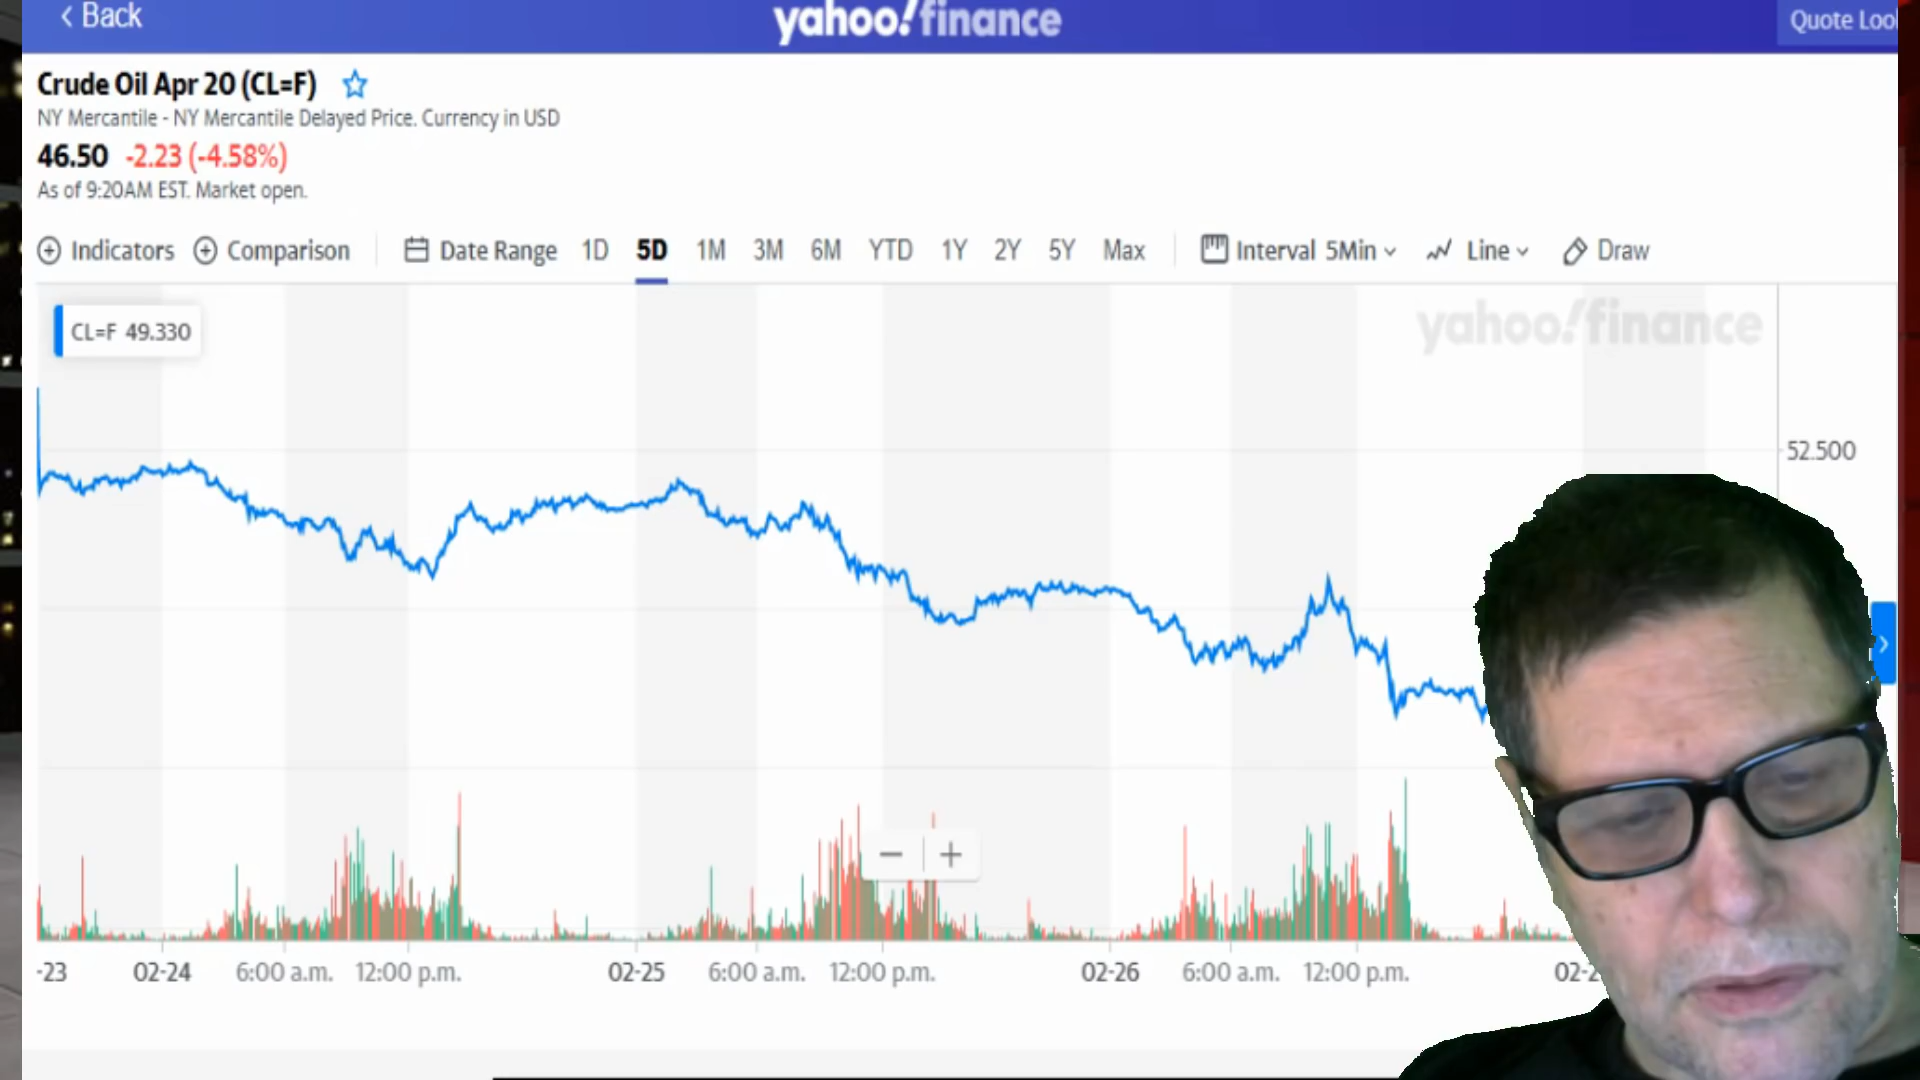 Back
yahoo!finance
Quote Loo
Crude Oil Apr 20 (CL=F)
NY Mercantile - NY Mercantile Delayed Price. Currency in USD
46.50 -2.23 (-4.58%)
As of 9:20AM EST. Market open.
Indicators Comparison Date Range 1D 5D 1M 3M 6M YTD 1Y 2Y 5Y Max Interval 5Min Line Draw
CL=F 49.330
yahoo!finance
52.500
-23 02-24 6:00 a.m. 12:00 p.m. 02-25 6:00 a.m. 12:00 p.m. 02-26 6:00 a.m. 12:00 p.m. 02-2